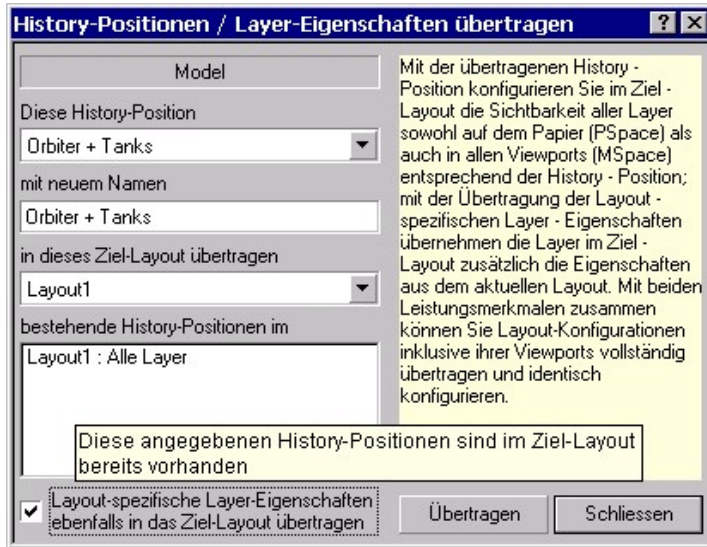 History-Positionen / Layer-Eigenschaften übertragen
Model
Diese History-Position
Orbiter + Tanks
mit neuem Namen
Orbiter + Tanks
in dieses Ziel-Layout übertragen
Layout1
bestehende History-Positionen im
Layout1 : Alle Layer
Diese angegebenen History-Positionen sind im Ziel-Layout
bereits vorhanden
Layout-spezifische Layer-Eigenschaften
ebenfalls in das Ziel-Layout übertragen
Mit der übertragenen History -
Position konfigurieren Sie im Ziel -
Layout die Sichtbarkeit aller Layer
sowohl auf dem Papier (PSpace) als
auch in allen Viewports (MSpace)
entsprechend der History - Position;
mit der Übertragung der Layout -
spezifischen Layer - Eigenschaften
übernehmen die Layer im Ziel -
Layout zusätzlich die Eigenschaften
aus dem aktuellen Layout. Mit beiden
Leistungsmerkmalen zusammen
können Sie Layout-Konfigurationen
inklusive ihrer Viewports vollständig
übertragen und identisch
konfigurieren.
Übertragen
Schliessen